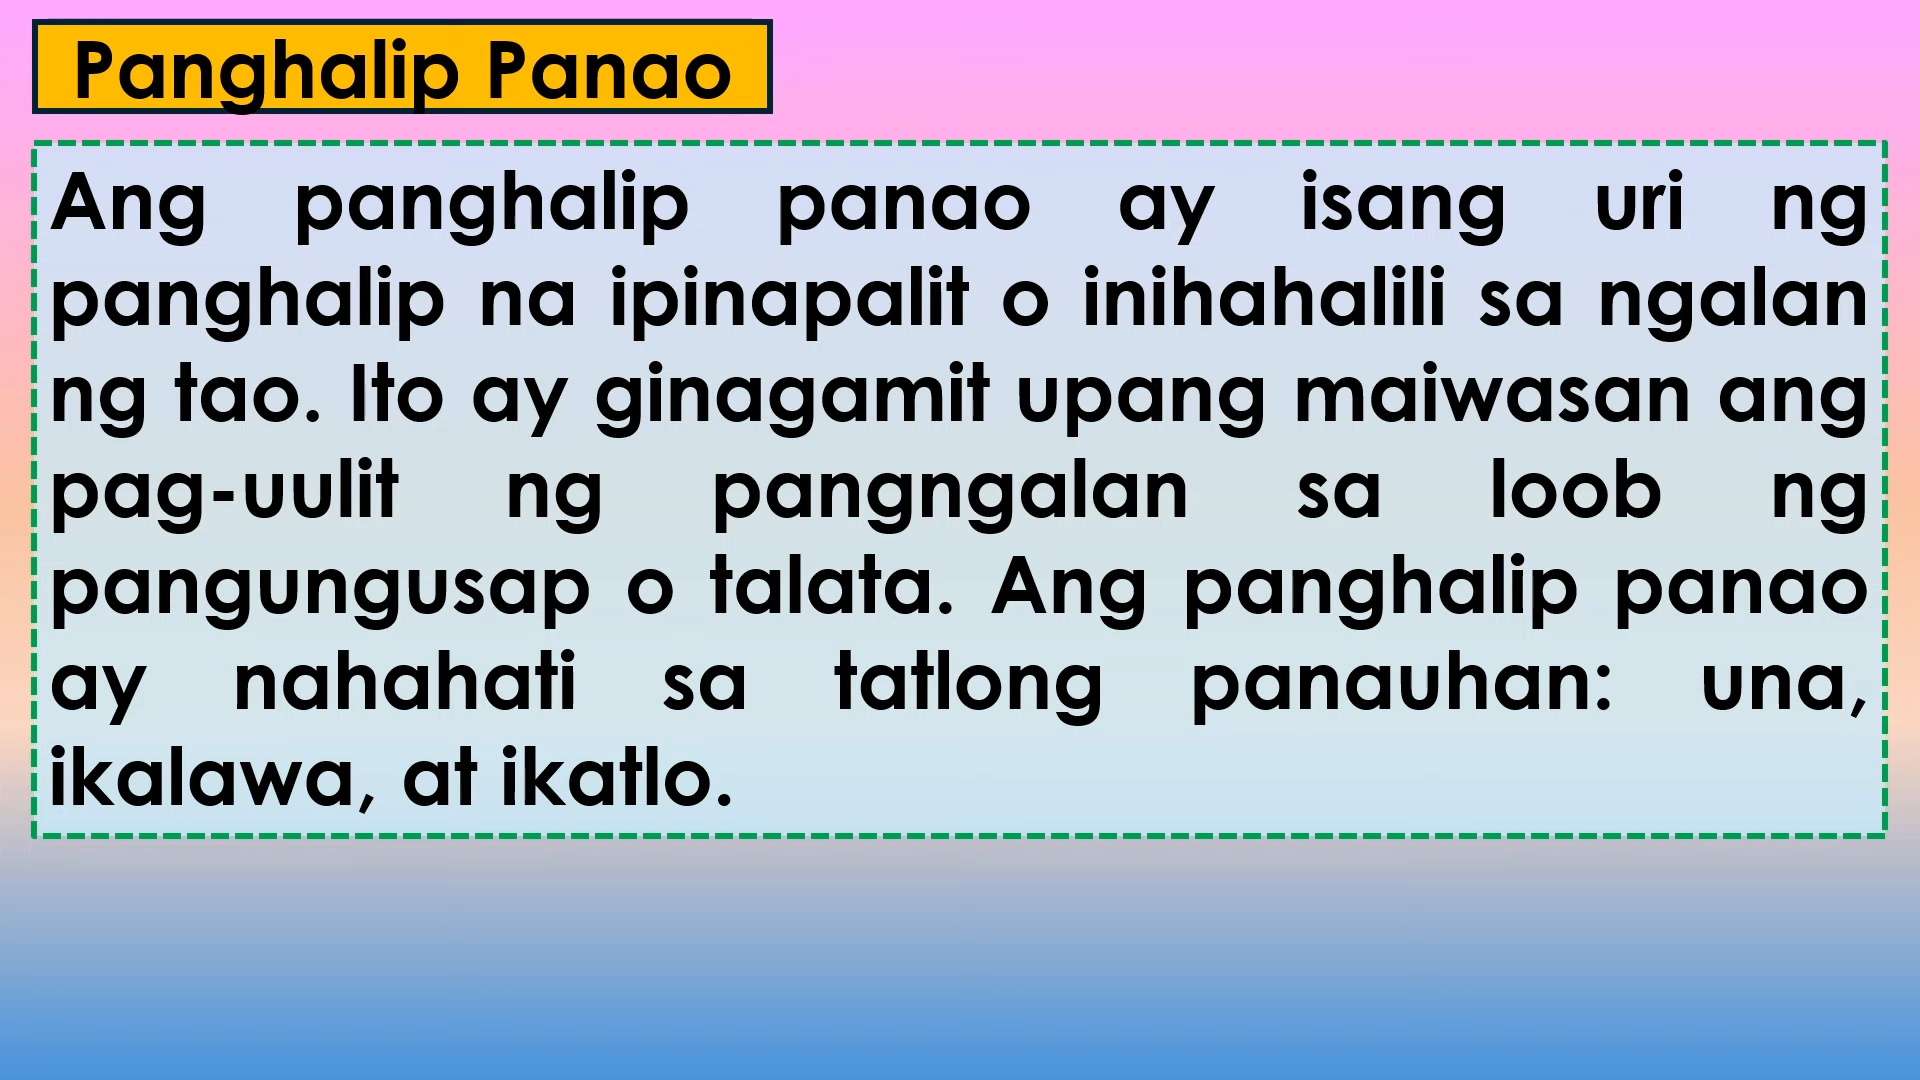 Panghalip Panao
Ang panghalip panao ay isang uri ng
panghalip na ipinapalit o inihahalili sa ngalan
ng tao. Ito ay ginagamit upang maiwasan ang
pag-uulit ng pangngalan sa loob ng
pangungusap o talata. Ang panghalip panao
ay nahahati sa tatlong panauhan: una,
ikalawa, at ikatlo.